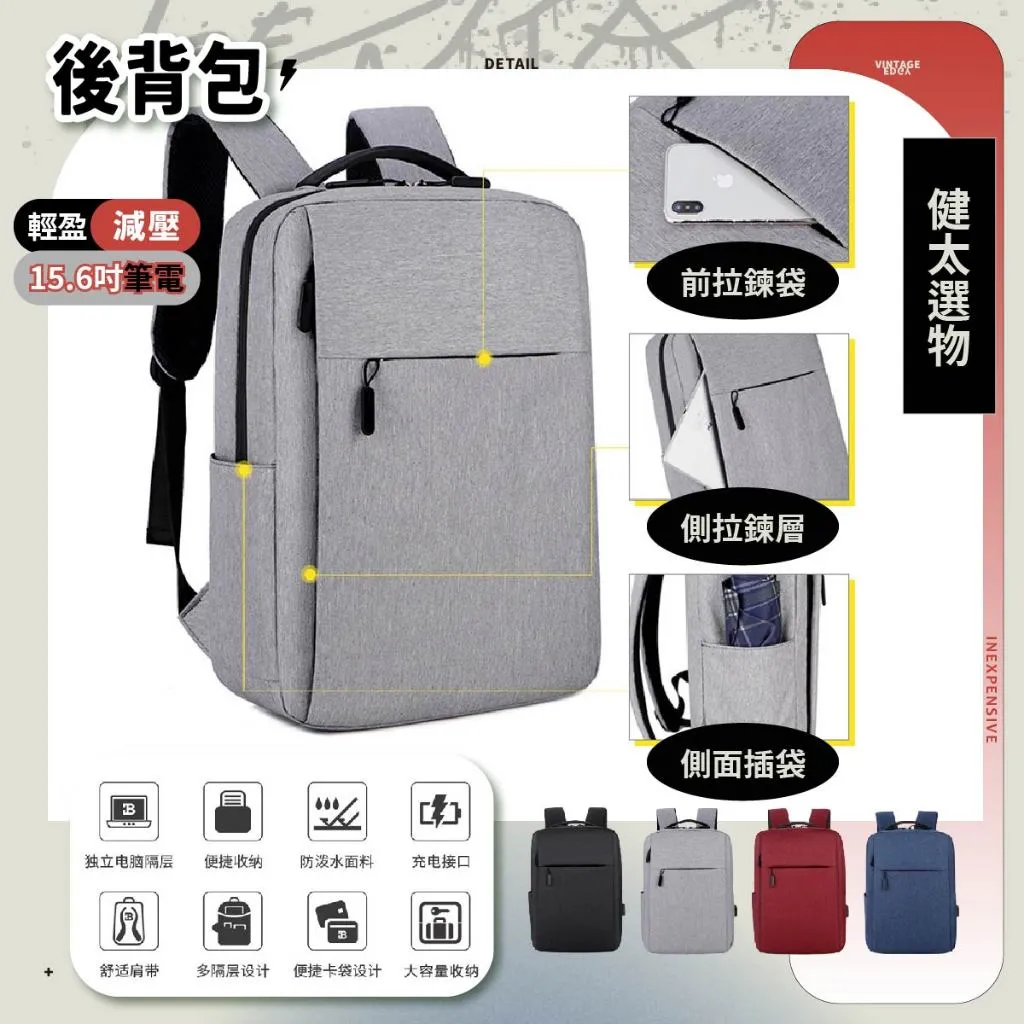 後背包
DETAIL
VINTAGE
EDGY
輕盈 減壓
15.6吋筆電
健太選物
前拉鍊袋
側拉鍊層
側面插袋
INEXPENSIVE
独立电脑隔层 便捷收纳 防泼水面料 充电接口
舒适肩带 多隔层设计 便捷卡袋设计 大容量收纳